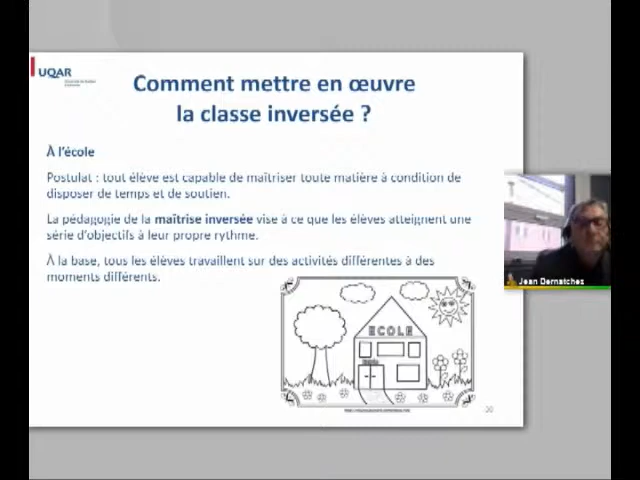 UQAR
Comment mettre en œuvre
la classe inversée ?
À l'école
Postulat : tout élève est capable de maîtriser toute matière à condition de
disposer de temps et de soutien.
La pédagogie de la maîtrise inversée vise à ce que les élèves atteignent une
série d'objectifs à leur propre rythme.
À la base, tous les élèves travaillent sur des activités différentes à des
moments différents.
ECOLE
Jean Bernatchez